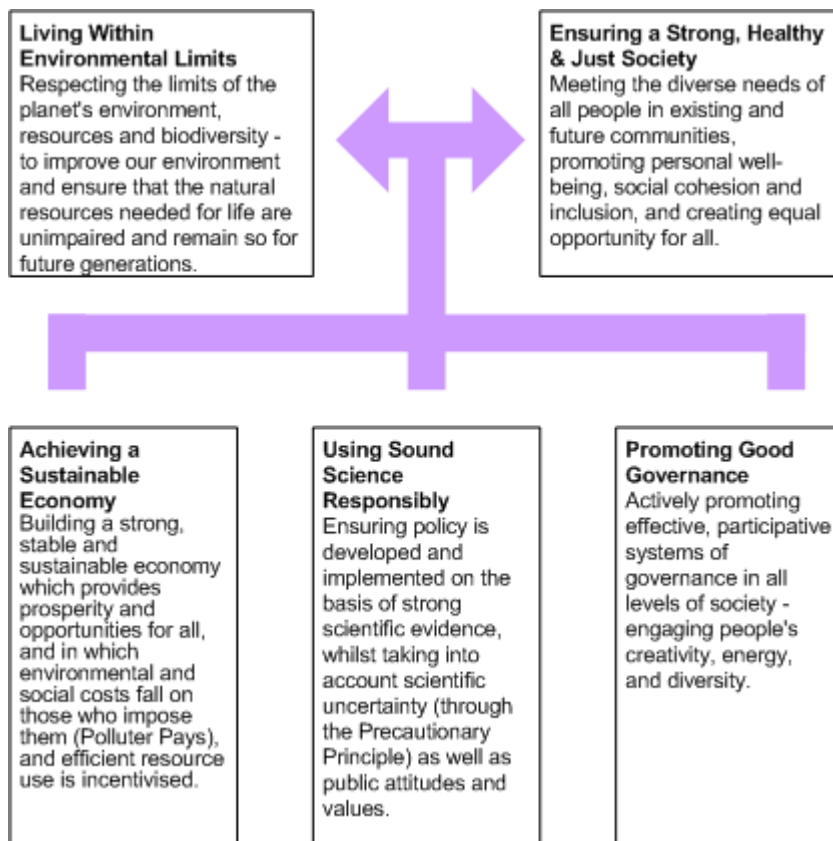 Living Within
Environmental Limits
Respecting the limits of the
planet's environment,
resources and biodiversity -
to improve our environment
and ensure that the natural
resources needed for life are
unimpaired and remain so for
future generations.
Ensuring a Strong, Healthy
& Just Society
Meeting the diverse needs of
all people in existing and
future communities,
promoting personal well-
being, social cohesion and
inclusion, and creating equal
opportunity for all.
Achieving a
Sustainable
Economy
Building a strong,
stable and
sustainable economy
which provides
prosperity and
opportunities for all,
and in which
environmental and
social costs fall on
those who impose
them (Polluter Pays),
and efficient resource
use is incentivised.
Using Sound
Science
Responsibly
Ensuring policy is
developed and
implemented on the
basis of strong
scientific evidence,
whilst taking into
account scientific
uncertainty (through
the Precautionary
Principle) as well as
public attitudes and
values.
Promoting Good
Governance
Actively promoting
effective, participative
systems of
governance in all
levels of society -
engaging people's
creativity, energy,
and diversity.